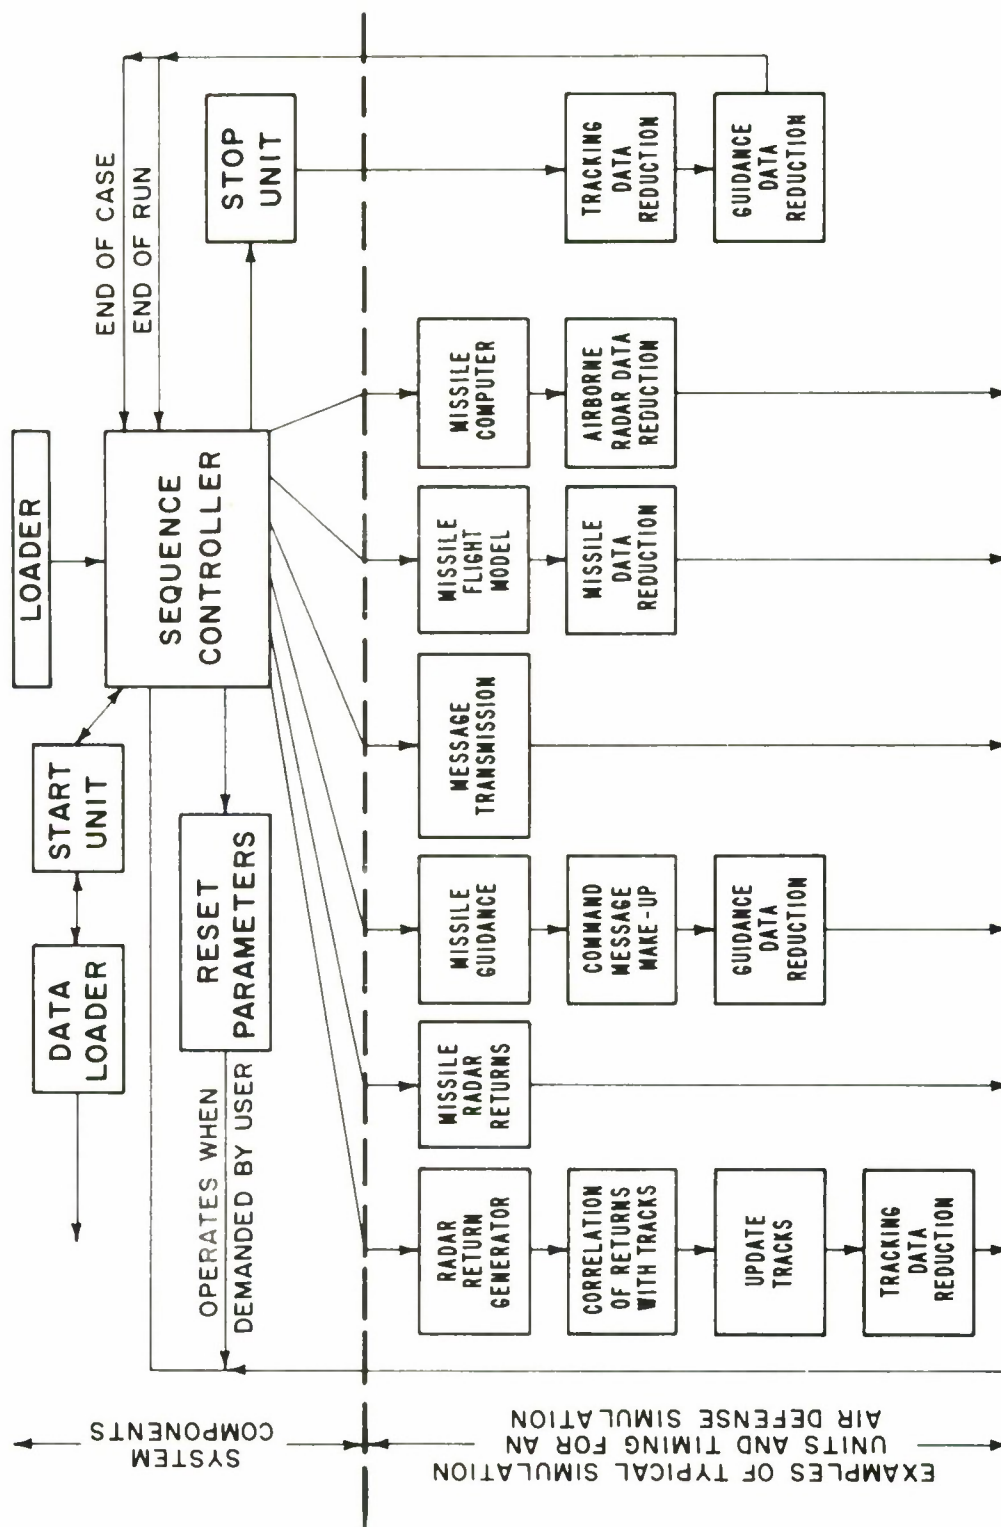 LOADER
DATA
LOADER
START
UNIT
SEQUENCE
CONTROLLER
END OF CASE
END OF RUN
STOP
UNIT
RESET
PARAMETERS
OPERATES WHEN
DEMANDED BY USER
SYSTEM
COMPONENTS
EXAMPLES OF TYPICAL SIMULATION
UNITS AND TIMING FOR AN
AIR DEFENSE SIMULATION
RADAR
RETURN
GENERATOR
CORRELATION
OF RETURNS
WITH TRACKS
UPDATE
TRACKS
TRACKING
DATA
REDUCTION
MISSILE
RADAR
RETURNS
MISSILE
GUIDANCE
COMMAND
MESSAGE
MAKE-UP
GUIDANCE
DATA
REDUCTION
MESSAGE
TRANSMISSION
MISSILE
FLIGHT
MODEL
MISSILE
DATA
REDUCTION
MISSILE
COMPUTER
AIRBORNE
RADAR DATA
REDUCTION
TRACKING
DATA
REDUCTION
GUIDANCE
DATA
REDUCTION